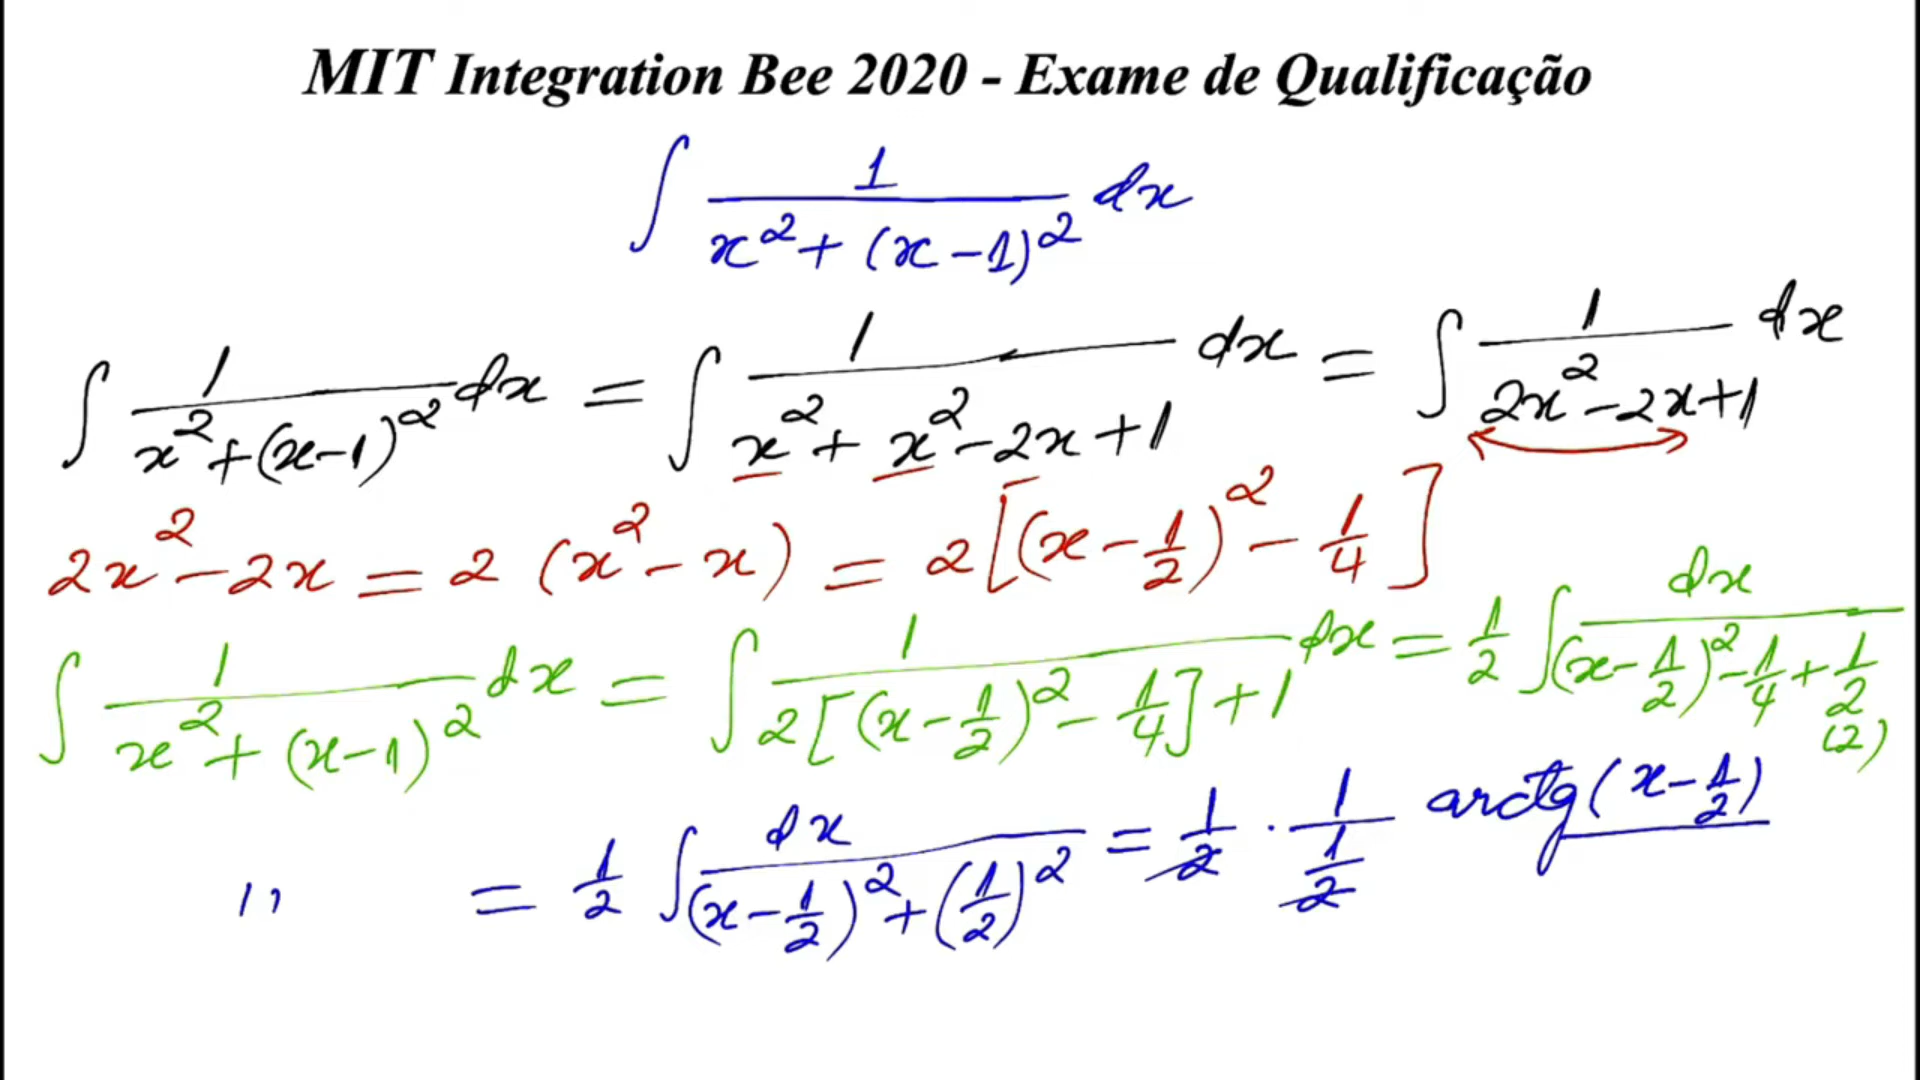 MIT Integration Bee 2020 - Exame de Qualificação
∫ 1/(x² + (x-1)²) dx
∫ 1/(x² + (x-1)²) dx = ∫ 1/(x² + x² - 2x + 1) dx = ∫ 1/(2x² - 2x + 1) dx
2x² - 2x = 2 (x² - x) = 2[(x - 1/2)² - 1/4]
∫ 1/(x² + (x-1)²) dx = ∫ 1/(2[(x - 1/2)² - 1/4] + 1) dx = 1/2 ∫ dx/((x - 1/2)² - 1/4 + 1/2 (2))
,, = 1/2 ∫ dx/((x - 1/2)² + (1/2)²) = 1/2 · 1/(1/2) arctg (x - 1/2)